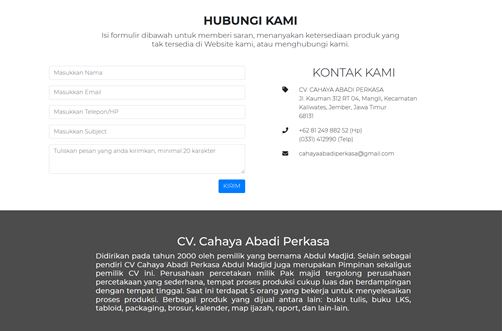 HUBUNGI KAMI
Isi formulir dibawah untuk memberi saran, menanyakan ketersediaan produk yang
tak tersedia di Website kami, atau menghubungi kami.
Masukkan Nama
Masukkan Email
Masukkan Telepon/HP
Masukkan Subject
Tuliskan pesan yang anda kirimkan, minimal 20 karakter
KIRIM
KONTAK KAMI
CV. CAHAYA ABADI PERKASA
Jl. Kauman 312 RT 04, Mangli, Kecamatan
Kaliwates, Jember, Jawa Timur
68131
+62 81 249 882 52 (Hp)
(0331) 412990 (Telp)
cahayaabadiperkasa@gmail.com
CV. Cahaya Abadi Perkasa
Didirikan pada tahun 2000 oleh pemilik yang bernama Abdul Madjid. Selain sebagai
pendiri CV Cahaya Abadi Perkasa Abdul Madjid juga merupakan Pimpinan sekaligus
pemilik CV ini. Perusahaan percetakan milik Pak majid tergolong perusahaan
percetakaan yang sederhana, tempat proses produksi cukup luas dan berdampingan
dengan tempat tinggal. Saat ini terdapat 5 orang yang bekerja untuk menyelesaikan
proses produksi. Berbagai produk yang dijual antara lain: buku tulis, buku LKS,
tabloid, packaging, brosur, kalender, map ijazah, raport, dan lain-lain.